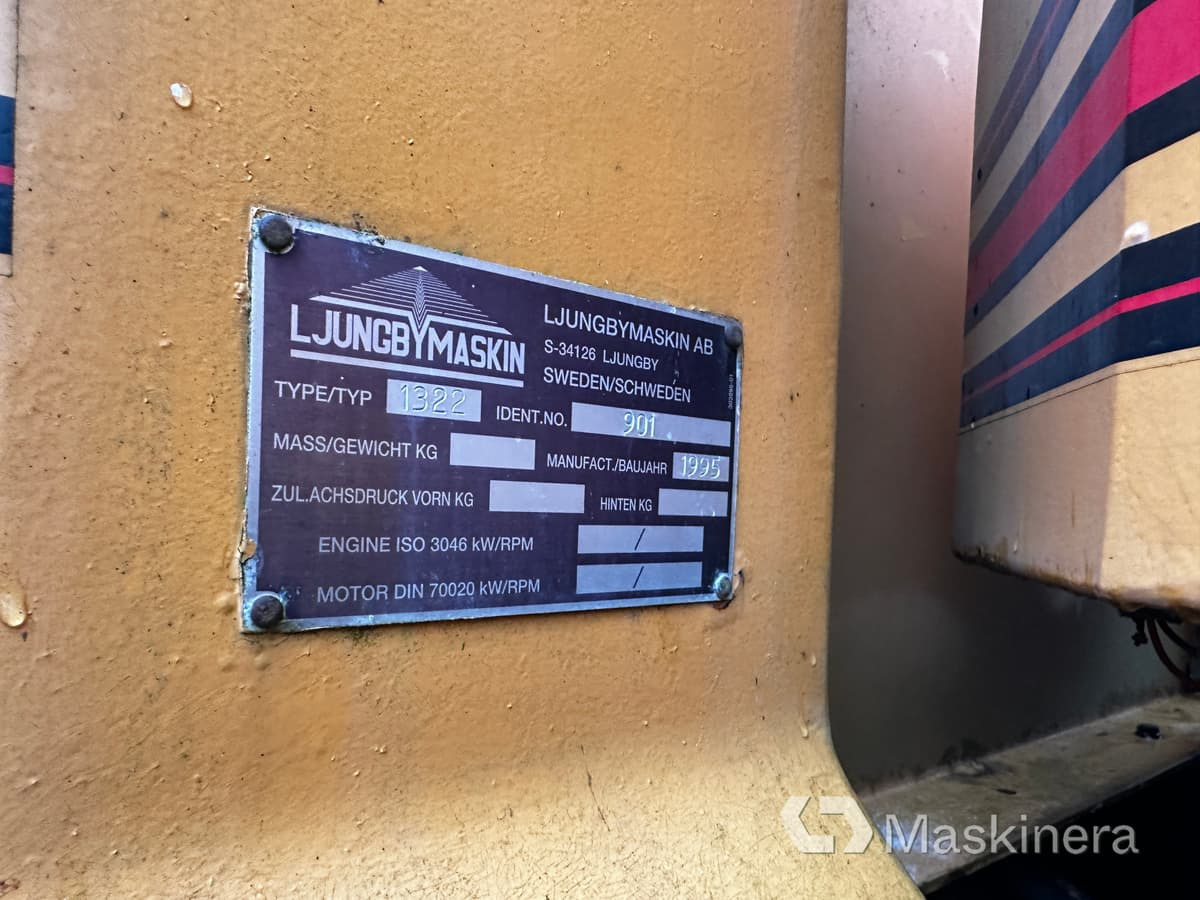 LJUNGBYMASKIN
LJUNGBYMASKIN AB
S-34126 LJUNGBY
SWEDEN/SCHWEDEN
TYPE/TYP 1322 IDENT.NO. 901
MASS/GEWICHT KG MANUFACT./BAUJAHR 1995
ZUL.ACHSDRUCK VORN KG HINTEN KG
ENGINE ISO 3046 kW/RPM /
MOTOR DIN 70020 kW/RPM /
Maskinera